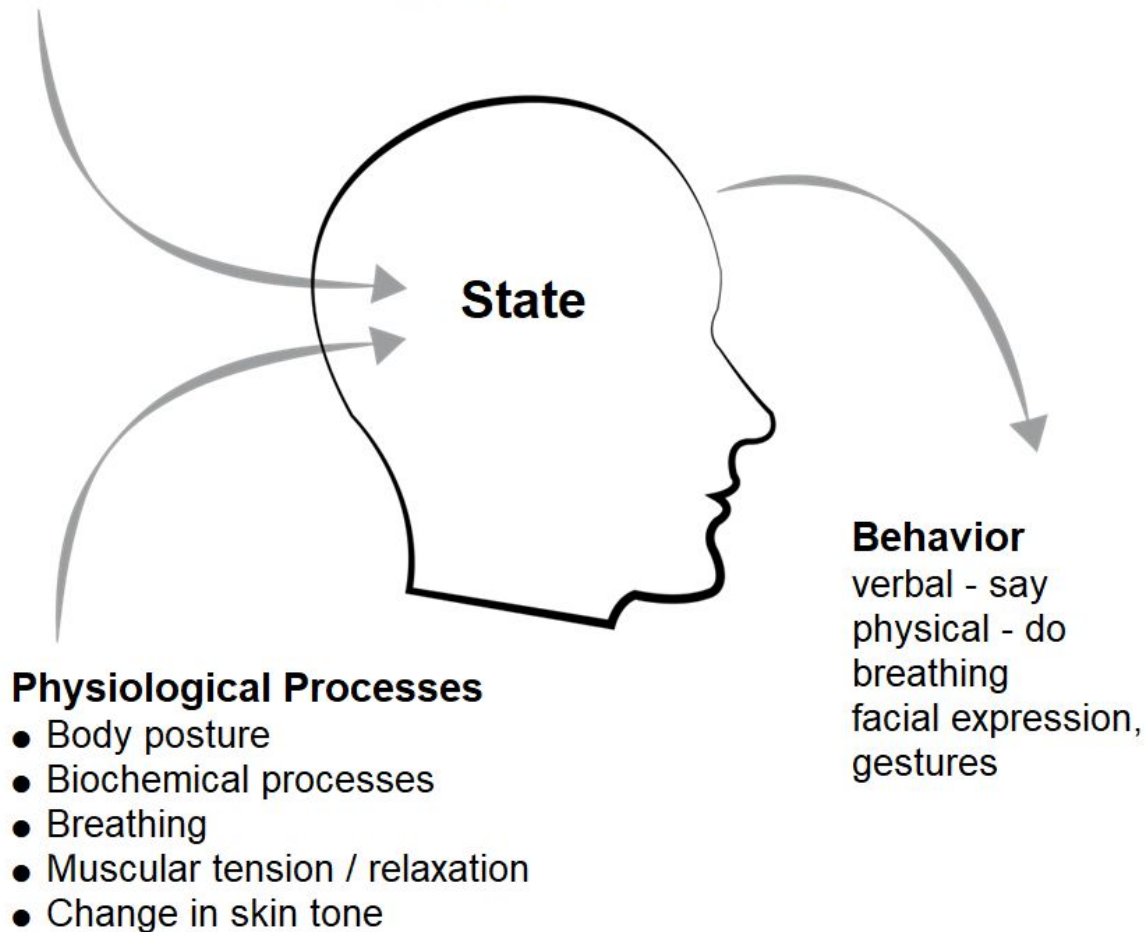 State
Behavior
verbal - say
physical - do
breathing
facial expression,
gestures
Physiological Processes
● Body posture
● Biochemical processes
● Breathing
● Muscular tension / relaxation
● Change in skin tone